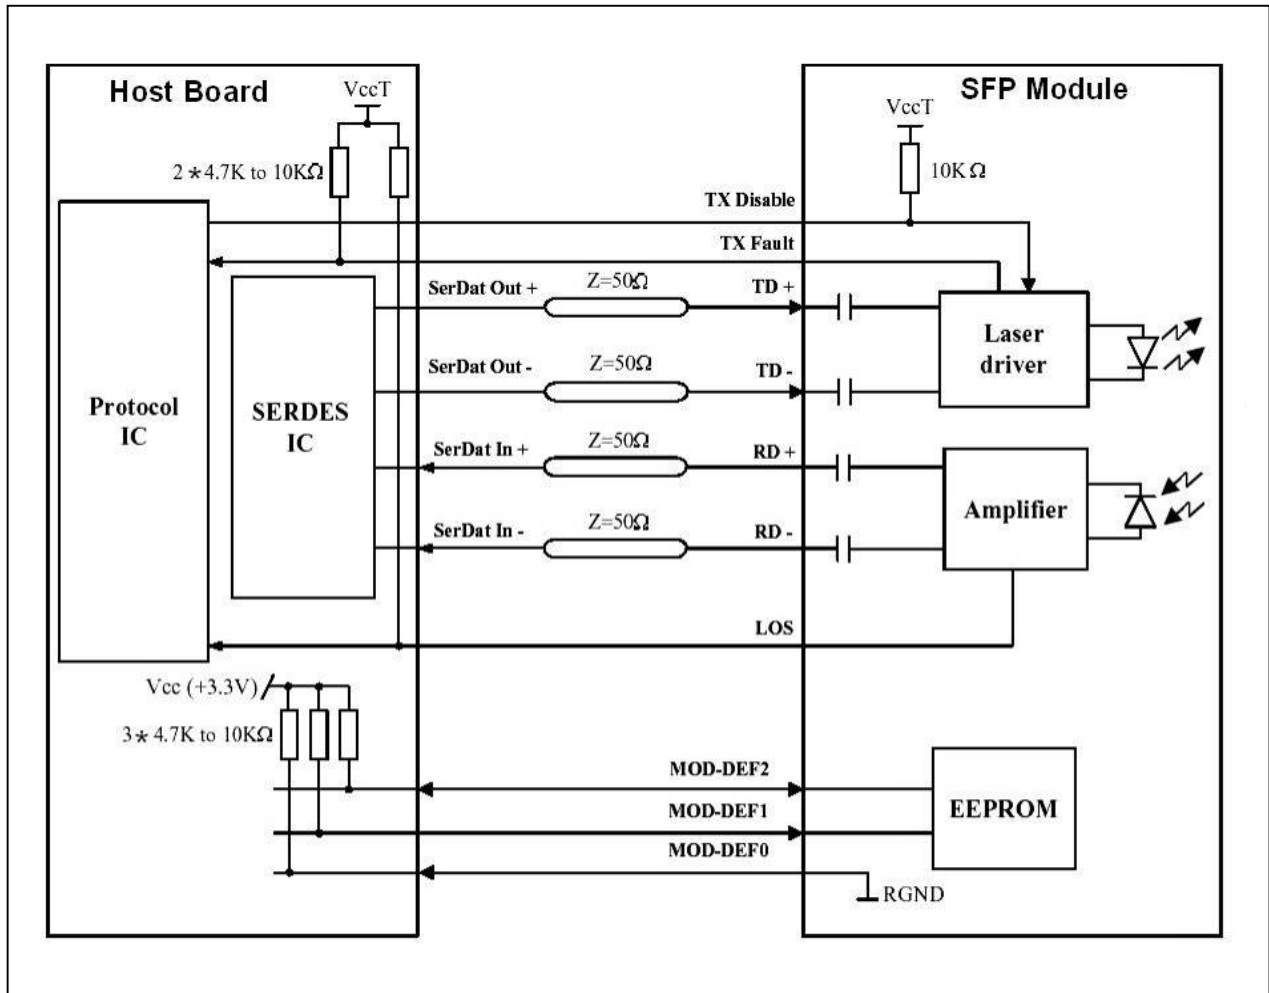 Host Board
SFP Module
VccT
VccT
2*4.7K to 10KΩ
10KΩ
TX Disable
TX Fault
SerDat Out +
Z=50Ω
TD +
Laser
driver
SerDat Out -
Z=50Ω
TD -
Protocol
IC
SERDES
IC
SerDat In +
Z=50Ω
RD +
Amplifier
SerDat In -
Z=50Ω
RD -
LOS
Vcc (+3.3V)
3*4.7K to 10KΩ
MOD-DEF2
MOD-DEF1
EEPROM
MOD-DEF0
RGND